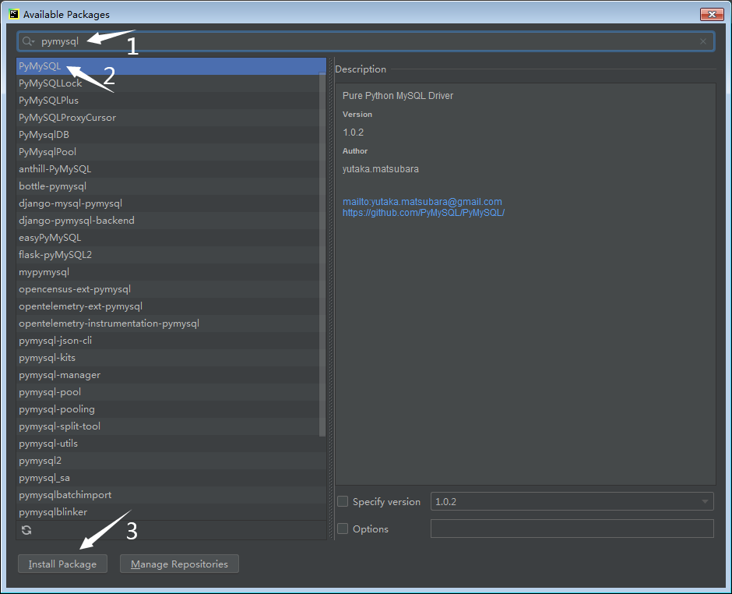 Available Packages
pymysql
1
PyMySQL
2
PyMySQLLock
PyMySQLPlus
PyMySQLProxyCursor
PyMysqlDB
PyMysqlPool
anthill-PyMySQL
bottle-pymysql
django-mysql-pymysql
django-pymysql-backend
easyPyMySQL
flask-pyMySQL2
mypymysql
opencensus-ext-pymysql
opentelemetry-ext-pymysql
opentelemetry-instrumentation-pymysql
pymysql-json-cli
pymysql-kits
pymysql-manager
pymysql-pool
pymysql-pooling
pymysql-split-tool
pymysql-utils
pymysql2
pymysql_sa
pymysqlbatchimport
pymysqlblinker
3
Install Package
Manage Repositories
Description
Pure Python MySQL Driver
Version
1.0.2
Author
yutaka.matsubara
mailto:yutaka.matsubara@gmail.com
https://github.com/PyMySQL/PyMySQL/
Specify version
1.0.2
Options